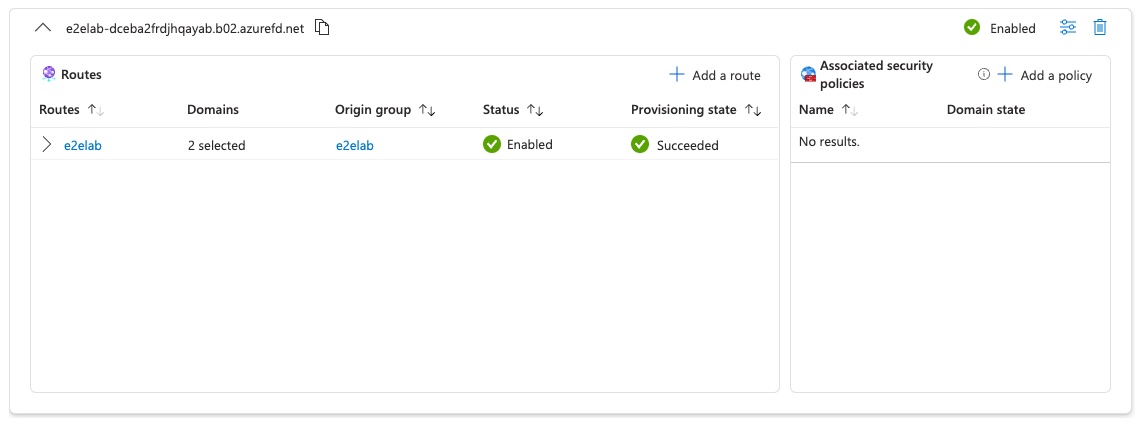 e2elab-dceba2frdjhqayab.b02.azurefd.net
Enabled
Routes
Add a route
Routes Domains Origin group Status Provisioning state
e2elab 2 selected e2elab Enabled Succeeded
Associated security
policies
Add a policy
Name Domain state
No results.